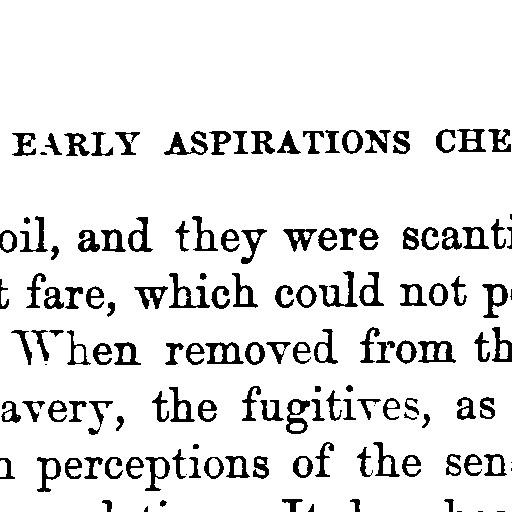 EARLY ASPIRATIONS CHE
oil, and they were scanti
t fare, which could not p
When removed from th
avery, the fugitives, as
n perceptions of the sen